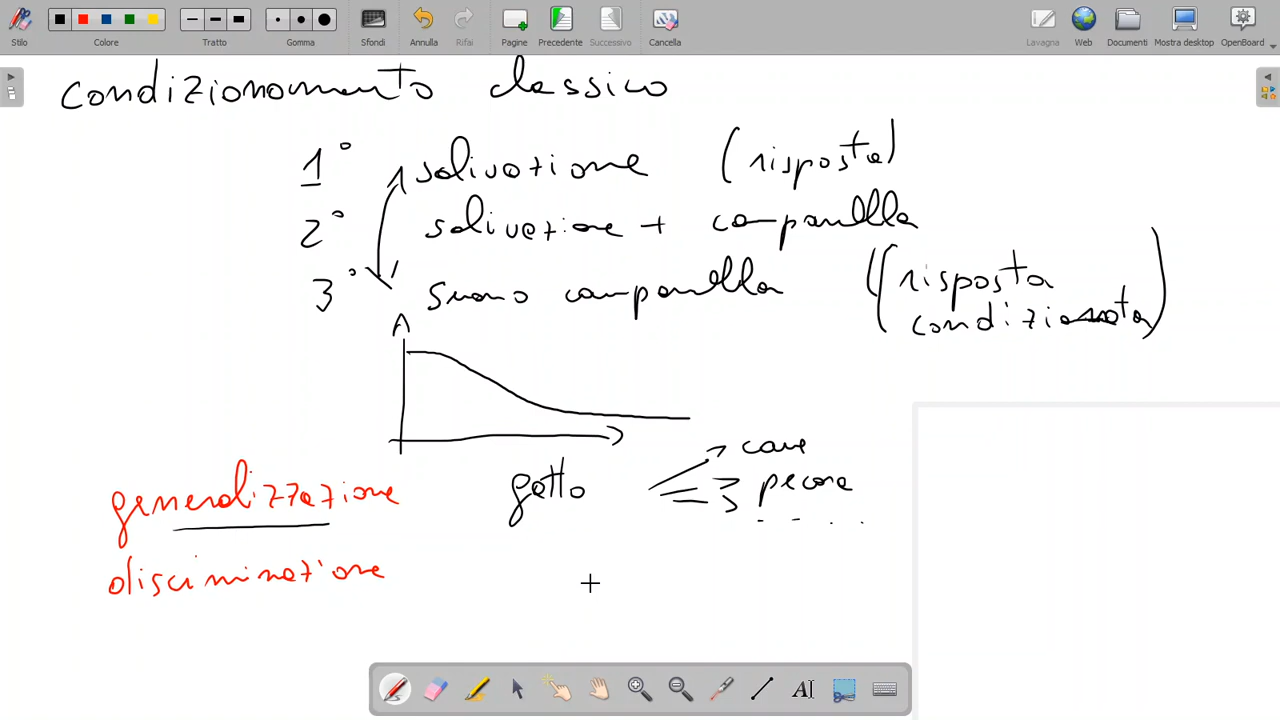 Stilo Colore Tratto Gomma Sfondi Annulla Rifai Pagine Precedente Successivo Cancella Lavagna Web Documenti Mostra desktop OpenBoard
condizionamento classico
1° salivazione (risposta)
2° salivazione + campanella
3° suono campanella (risposta
condizionata)
A
gatto
cane
pecora
generalizzazione
discriminazione